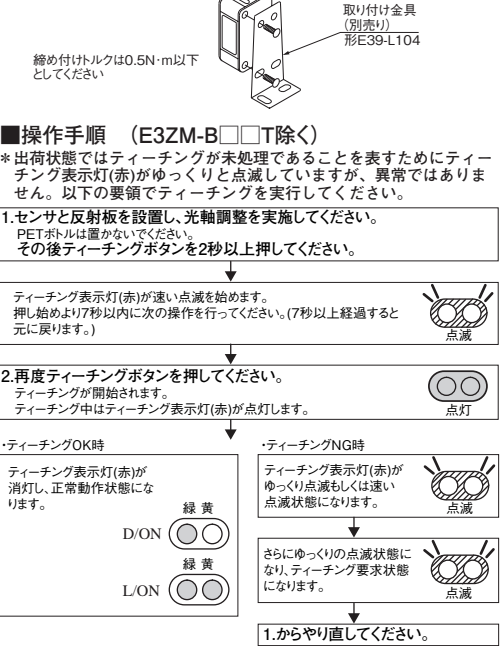 取り付け金具
(別売り)
形E39-L104
締め付けトルクは0.5N·m以下
としてください
■操作手順 (E3ZM-B□□T除く)
＊出荷状態ではティーチングが未処理であることを表すためにティー
チング表示灯(赤)がゆっくりと点滅していますが、異常ではありま
せん。以下の要領でティーチングを実行してください。
1.センサと反射板を設置し、光軸調整を実施してください。
PETボトルは置かないでください。
その後ティーチングボタンを2秒以上押してください。
ティーチング表示灯(赤)が速い点滅を始めます。
押し始めより7秒以内に次の操作を行ってください。(7秒以上経過すると
元に戻ります。)
点滅
2.再度ティーチングボタンを押してください。
ティーチングが開始されます。
ティーチング中はティーチング表示灯(赤)が点灯します。
点灯
·ティーチングOK時
ティーチング表示灯(赤)が
消灯し、正常動作状態にな
ります。
緑 黄
D/ON
緑 黄
L/ON
·ティーチングNG時
ティーチング表示灯(赤)が
ゆっくり点滅もしくは速い
点滅状態になります。
点滅
さらにゆっくりの点滅状態に
なり、ティーチング要求状態
になります。
点滅
1.からやり直してください。